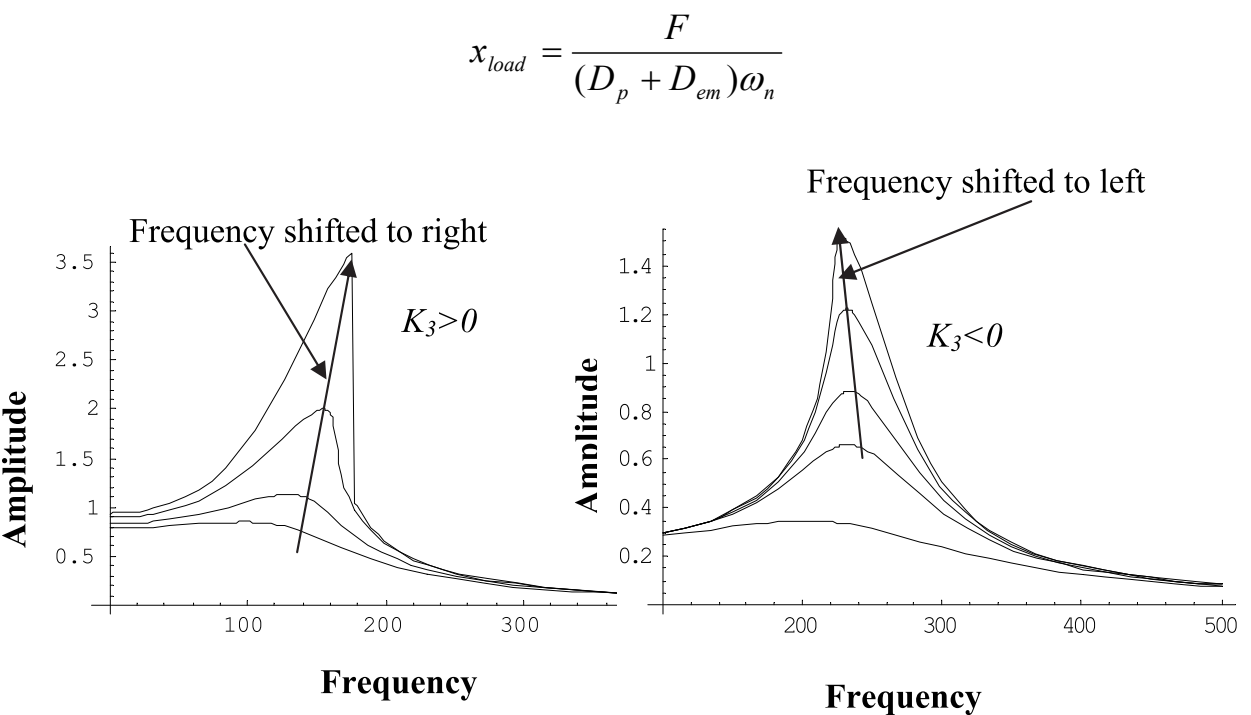 x_load = F / ((D_p + D_em)ω_n)
Frequency shifted to right
K₃>0
Amplitude
3.5
3
2.5
2
1.5
1
0.5
100 200 300
Frequency
Frequency shifted to left
K₃<0
Amplitude
1.4
1.2
1
0.8
0.6
0.4
0.2
200 300 400 500
Frequency